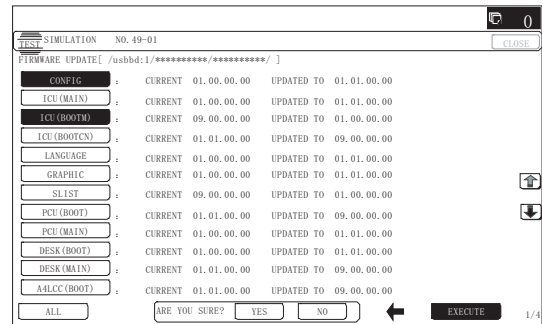 0
TEST SIMULATION NO. 49-01 CLOSE
FIRMWARE UPDATE[ /usbbd:1/**********/**********/ ]
CONFIG : CURRENT 01.00.00.00 UPDATED TO 01.01.00.00
ICU(MAIN) : CURRENT 01.00.00.00 UPDATED TO 01.01.00.00
ICU(BOOTM) : CURRENT 09.00.00.00 UPDATED TO 01.00.00.00
ICU(BOOTCN) : CURRENT 01.01.00.00 UPDATED TO 09.00.00.00
LANGUAGE : CURRENT 01.00.00.00 UPDATED TO 01.01.00.00
GRAPHIC : CURRENT 01.00.00.00 UPDATED TO 01.01.00.00
SLIST : CURRENT 09.00.00.00 UPDATED TO 01.00.00.00
PCU(BOOT) : CURRENT 01.01.00.00 UPDATED TO 09.00.00.00
PCU(MAIN) : CURRENT 01.00.00.00 UPDATED TO 01.01.00.00
DESK(BOOT) : CURRENT 01.00.00.00 UPDATED TO 01.01.00.00
DESK(MAIN) : CURRENT 01.01.00.00 UPDATED TO 09.00.00.00
A4LCC(BOOT) : CURRENT 01.01.00.00 UPDATED TO 09.00.00.00
ALL ARE YOU SURE? YES NO EXECUTE 1/4